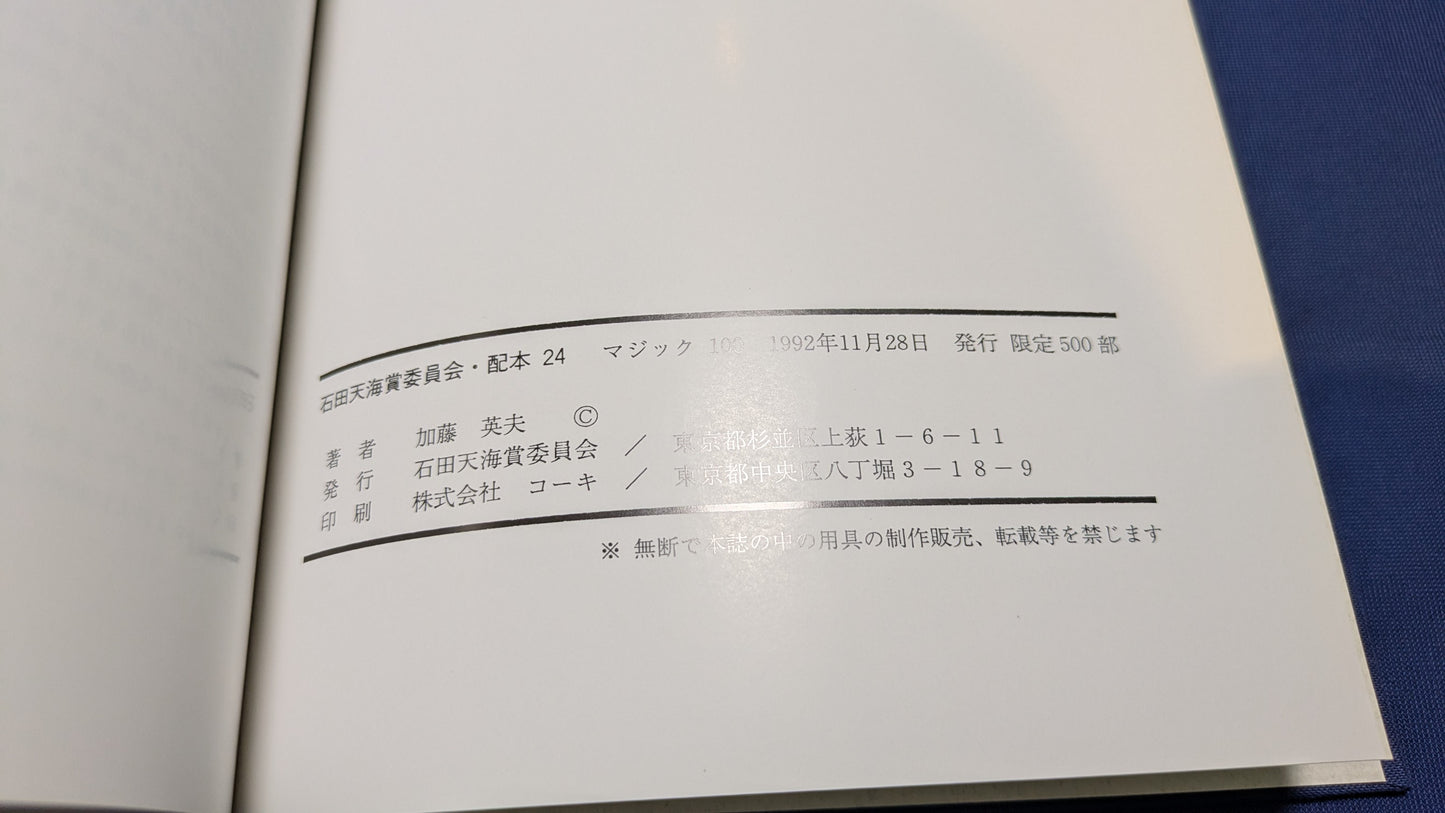 石田天海賞委員会・配本 24　マジック 100　1992年11月28日　発行 限定500部
著　者　加藤　英夫　©
発　行　石田天海賞委員会　／　東京都杉並区上荻1－6－11
印　刷　株式会社　コーキ　／　東京都中央区八丁堀3－18－9
※ 無断で本誌の中の用具の制作販売、転載等を禁じます